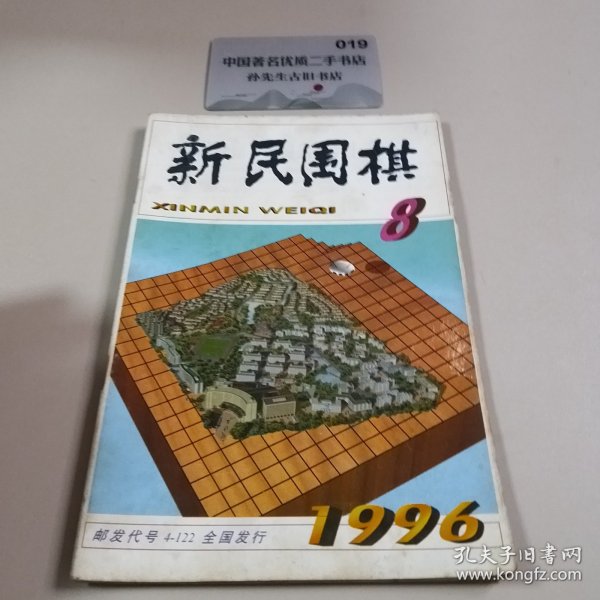 019
中国著名优质二手书店
孙先生古旧书店
新民围棋
XINMIN WEIQI
8
1996
邮发代号 4-122 全国发行
孔夫子旧书网
www.kongfz.com